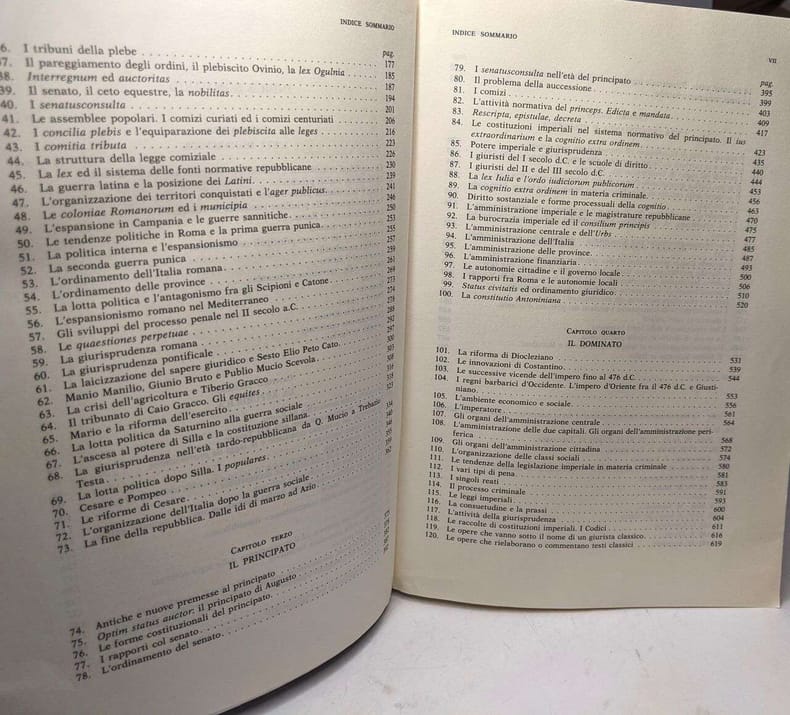 INDICE SOMMARIO
pag.
6. I tribuni della plebe 177
37. Il pareggiamento degli ordini, il plebiscito Ovinio, la lex Ogulnia 185
38. Interregnum ed auctoritas 187
39. Il senato, il ceto equestre, la nobilitas 194
40. I senatusconsulta 201
41. Le assemblee popolari. I comizi curiati ed i comizi centuriati 206
42. I concilia plebis e l'equiparazione dei plebiscita alle leges 216
43. I comitia tributa 223
44. La struttura della legge comiziale 226
45. La lex ed il sistema delle fonti normative repubblicane 230
46. La guerra latina e la posizione dei Latini. 239
47. L'organizzazione dei territori conquistati e l'ager publicus. 241
48. Le coloniae Romanorum ed i municipia 246
49. L'espansione in Campania e le guerre sannitiche 250
50. Le tendenze politiche in Roma e la prima guerra punica 253
51. La politica interna e l'espansionismo 255
52. La seconda guerra punica 257
53. L'ordinamento dell'Italia romana. 259
54. L'ordinamento delle province 261
55. La lotta politica e l'antagonismo fra gli Scipioni e Catone 269
56. L'espansionismo romano nel Mediterraneo 273
57. Gli sviluppi del processo penale nel II secolo a.C.
58. Le quaestiones perpetuae
59. La giurisprudenza romana
60. La giurisprudenza pontificale
61. La laicizzazione del sapere giuridico e Sesto Elio Peto Cato.
62. Manio Manilio, Giunio Bruto e Publio Mucio Scevola
63. La crisi dell'agricoltura e Tiberio Gracco
64. Il tribunato di Caio Gracco. Gli equites
65. Mario e la riforma dell'esercito
66. La lotta politica da Saturnino alla guerra sociale
67. L'ascesa al potere di Silla e la costituzione sillana.
68. La giurisprudenza nell'età tardo-repubblicana da Q. Mucio a Trebazio
Testa
69. La lotta politica dopo Silla. I populares
70. Cesare e Pompeo
71. Le riforme di Cesare
72. L'organizzazione dell'Italia dopo la guerra sociale
73. La fine della repubblica. Dalle idi di marzo ad Azio
CAPITOLO TERZO
IL PRINCIPATO
74. Antiche e nuove premesse al principato
75. Optimi status auctor: il principato di Augusto
76. Le forme costituzionali del principato.
77. I rapporti col senato
78. L'ordinamento del senato
INDICE SOMMARIO
VII
pag.
79. I senatusconsulta nell'età del principato 395
80. Il problema della successione 399
81. I comizi 403
82. L'attività normativa del princeps. Edicta e mandata 409
83. Rescripta, epistulae, decreta 417
84. Le costituzioni imperiali nel sistema normativo del principato. Il ius
extraordinarium e la cognitio extra ordinem 423
85. Potere imperiale e giurisprudenza 435
86. I giuristi del I secolo d.C. e le scuole di diritto 440
87. I giuristi del II e del III secolo d.C. 444
88. La lex Iulia e l'ordo iudiciorum publicorum 453
89. La cognitio extra ordinem in materia criminale 456
90. Diritto sostanziale e forme processuali della cognitio 463
91. L'amministrazione imperiale e le magistrature repubblicane 470
92. La burocrazia imperiale ed il consilium principis 475
93. L'amministrazione centrale e dell'Urbs 477
94. L'amministrazione dell'Italia 485
95. L'amministrazione delle province 487
96. L'amministrazione finanziaria 493
97. Le autonomie cittadine e il governo locale 500
98. I rapporti fra Roma e le autonomie locali 506
99. Status civitatis ed ordinamento giuridico 510
100. La constitutio Antoniniana 520
CAPITOLO QUARTO
IL DOMINATO
101. La riforma di Diocleziano 531
102. Le innovazioni di Costantino 539
103. Le successive vicende dell'impero fino al 476 d.C. 544
104. I regni barbarici d'Occidente. L'impero d'Oriente fra il 476 d.C. e Giusti-
niano 553
105. L'ambiente economico e sociale 556
106. L'imperatore 561
107. Gli organi dell'amministrazione centrale 564
108. L'amministrazione delle due capitali. Gli organi dell'amministrazione peri-
ferica 568
109. Gli organi dell'amministrazione cittadina 572
110. L'organizzazione delle classi sociali 574
111. Le tendenze della legislazione imperiale in materia criminale 580
112. I vari tipi di pena 581
113. I singoli reati 583
114. Il processo criminale 591
115. Le leggi imperiali 593
116. La consuetudine e la prassi 600
117. L'attività della giurisprudenza 604
118. Le raccolte di costituzioni imperiali. I Codici 611
119. Le opere che vanno sotto il nome di un giurista classico 616
120. Le opere che rielaborano o commentano testi classici 619